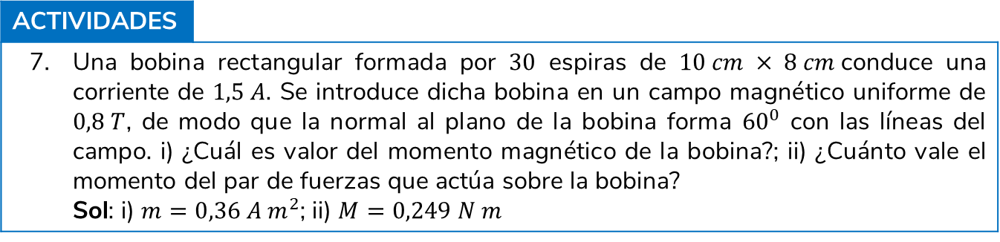 ACTIVIDADES
7. Una bobina rectangular formada por 30 espiras de 10 cm × 8 cm conduce una
corriente de 1,5 A. Se introduce dicha bobina en un campo magnético uniforme de
0,8 T, de modo que la normal al plano de la bobina forma 60⁰ con las líneas del
campo. i) ¿Cuál es valor del momento magnético de la bobina?; ii) ¿Cuánto vale el
momento del par de fuerzas que actúa sobre la bobina?
Sol: i) m = 0,36 A m²; ii) M = 0,249 N m